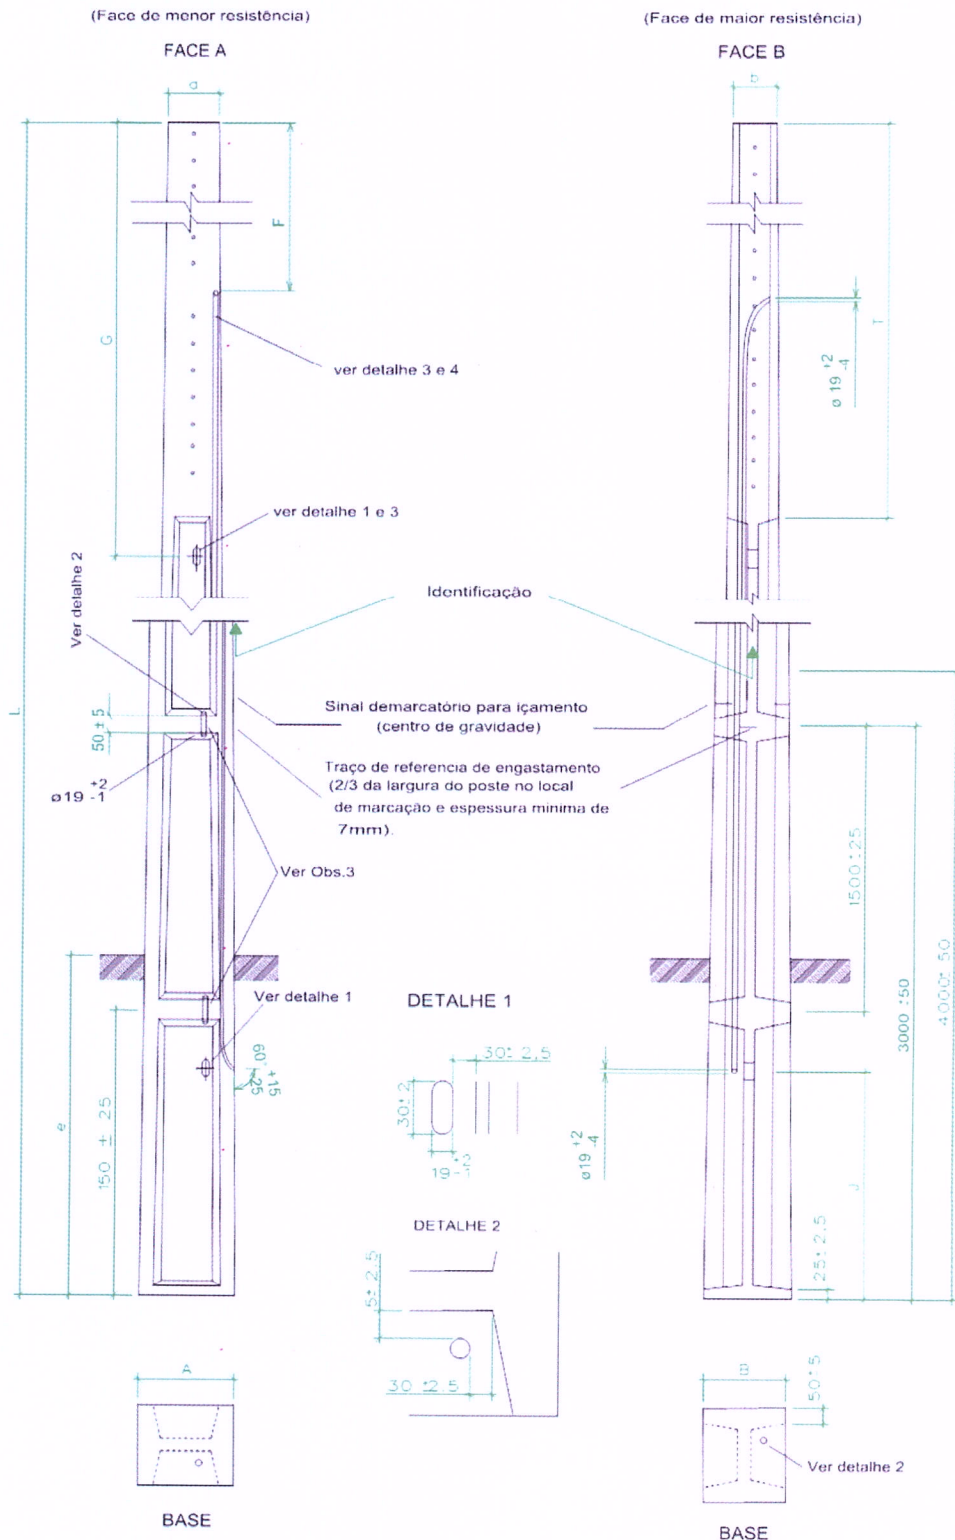 (Face de menor resistência)
FACE A
(Face de maior resistência)
FACE B
a
b
F
G
T
L
ver detalhe 3 e 4
ø 19 +2 -4
ver detalhe 1 e 3
Ver detalhe 2
Identificação
50 ± 5
ø19 +2 -1
Sinal demarcatório para içamento
(centro de gravidade)
Traço de referencia de engastamento
(2/3 da largura do poste no local
de marcação e espessura minima de
7mm).
Ver Obs.3
1500±25
3000 ±50
4000± 50
Ver detalhe 1
e
150 ± 25
60° +15 -25
DETALHE 1
30± 2,5
30±2
ø19 +2 -4
J
25± 2.5
DETALHE 2
5± 2.5
30 ±2.5
A
B
50±5
Ver detalhe 2
BASE
BASE